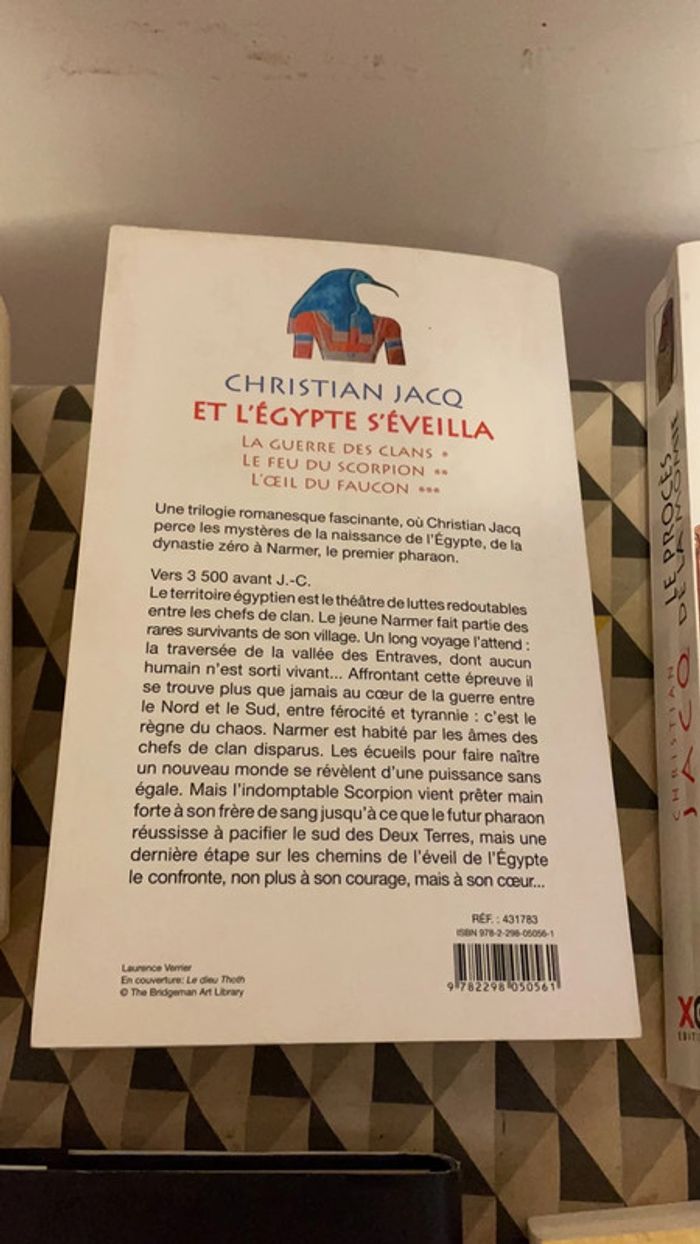 CHRISTIAN JACQ
ET L'ÉGYPTE S'ÉVEILLA
LA GUERRE DES CLANS *
LE FEU DU SCORPION **
L'ŒIL DU FAUCON ***
Une trilogie romanesque fascinante, où Christian Jacq
perce les mystères de la naissance de l'Égypte, de la
dynastie zéro à Narmer, le premier pharaon.
Vers 3 500 avant J.-C.
Le territoire égyptien est le théâtre de luttes redoutables
entre les chefs de clan. Le jeune Narmer fait partie des
rares survivants de son village. Un long voyage l'attend :
la traversée de la vallée des Entraves, dont aucun
humain n'est sorti vivant... Affrontant cette épreuve il
se trouve plus que jamais au cœur de la guerre entre
le Nord et le Sud, entre férocité et tyrannie : c'est le
règne du chaos. Narmer est habité par les âmes des
chefs de clan disparus. Les écueils pour faire naître
un nouveau monde se révèlent d'une puissance sans
égale. Mais l'indomptable Scorpion vient prêter main
forte à son frère de sang jusqu'à ce que le futur pharaon
réussisse à pacifier le sud des Deux Terres, mais une
dernière étape sur les chemins de l'éveil de l'Égypte
le confronte, non plus à son courage, mais à son cœur...
RÉF. : 431783
ISBN 978-2-298-05056-1
9 782298 050561
Laurence Verrier
En couverture: Le dieu Thoth
© The Bridgeman Art Library
CHRISTIAN
JACQ
LE PROCÈS
DE LA MOMIE
XO
EDITI